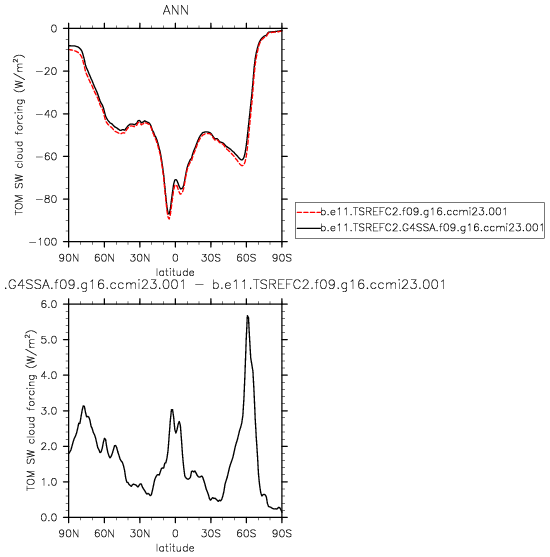 ANN
TOM SW cloud forcing (W/m²)
0
−20
−40
−60
−80
−100
90N 60N 30N 0 30S 60S 90S
latitude
b.e11.TSREFC2.f09.g16.ccmi23.001
b.e11.TSREFC2.G4SSA.f09.g16.ccmi23.001
.G4SSA.f09.g16.ccmi23.001 − b.e11.TSREFC2.f09.g16.ccmi23.001
TOM SW cloud forcing (W/m²)
6.0
5.0
4.0
3.0
2.0
1.0
0.0
90N 60N 30N 0 30S 60S 90S
latitude